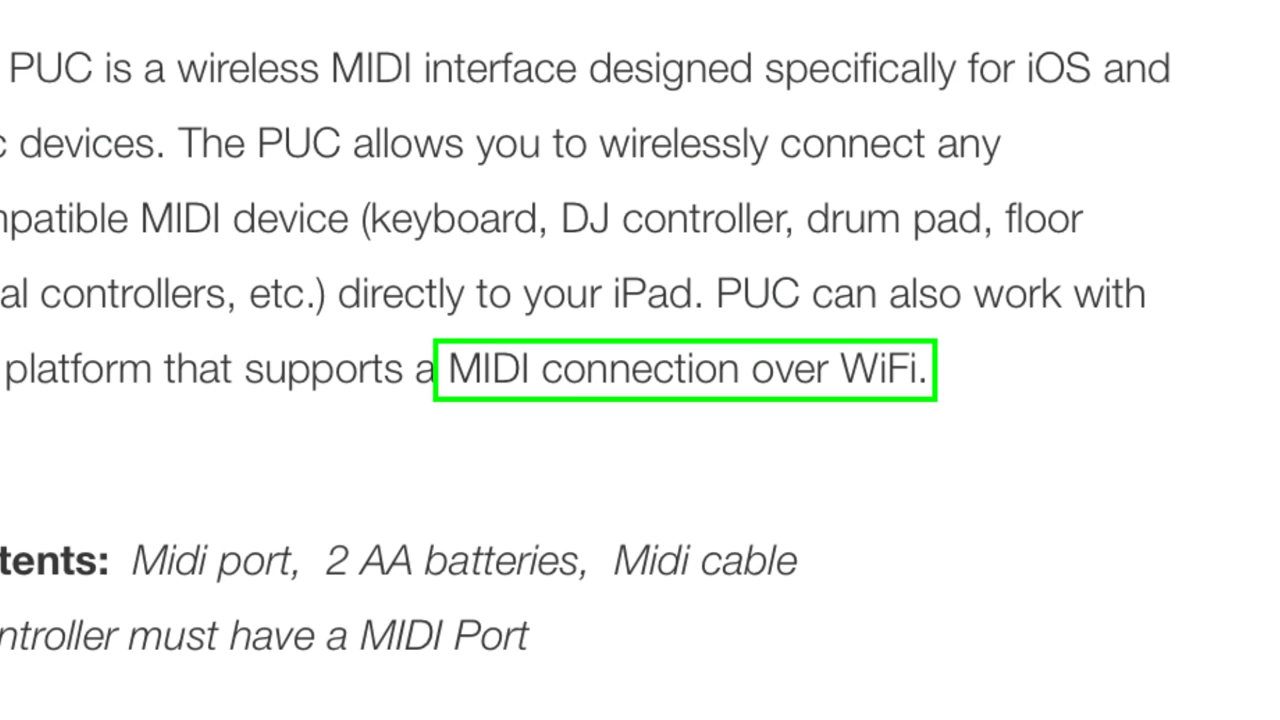 PUC is a wireless MIDI interface designed specifically for iOS and
c devices. The PUC allows you to wirelessly connect any
mpatible MIDI device (keyboard, DJ controller, drum pad, floor
al controllers, etc.) directly to your iPad. PUC can also work with
platform that supports a MIDI connection over WiFi.
tents: Midi port, 2 AA batteries, Midi cable
ntroller must have a MIDI Port